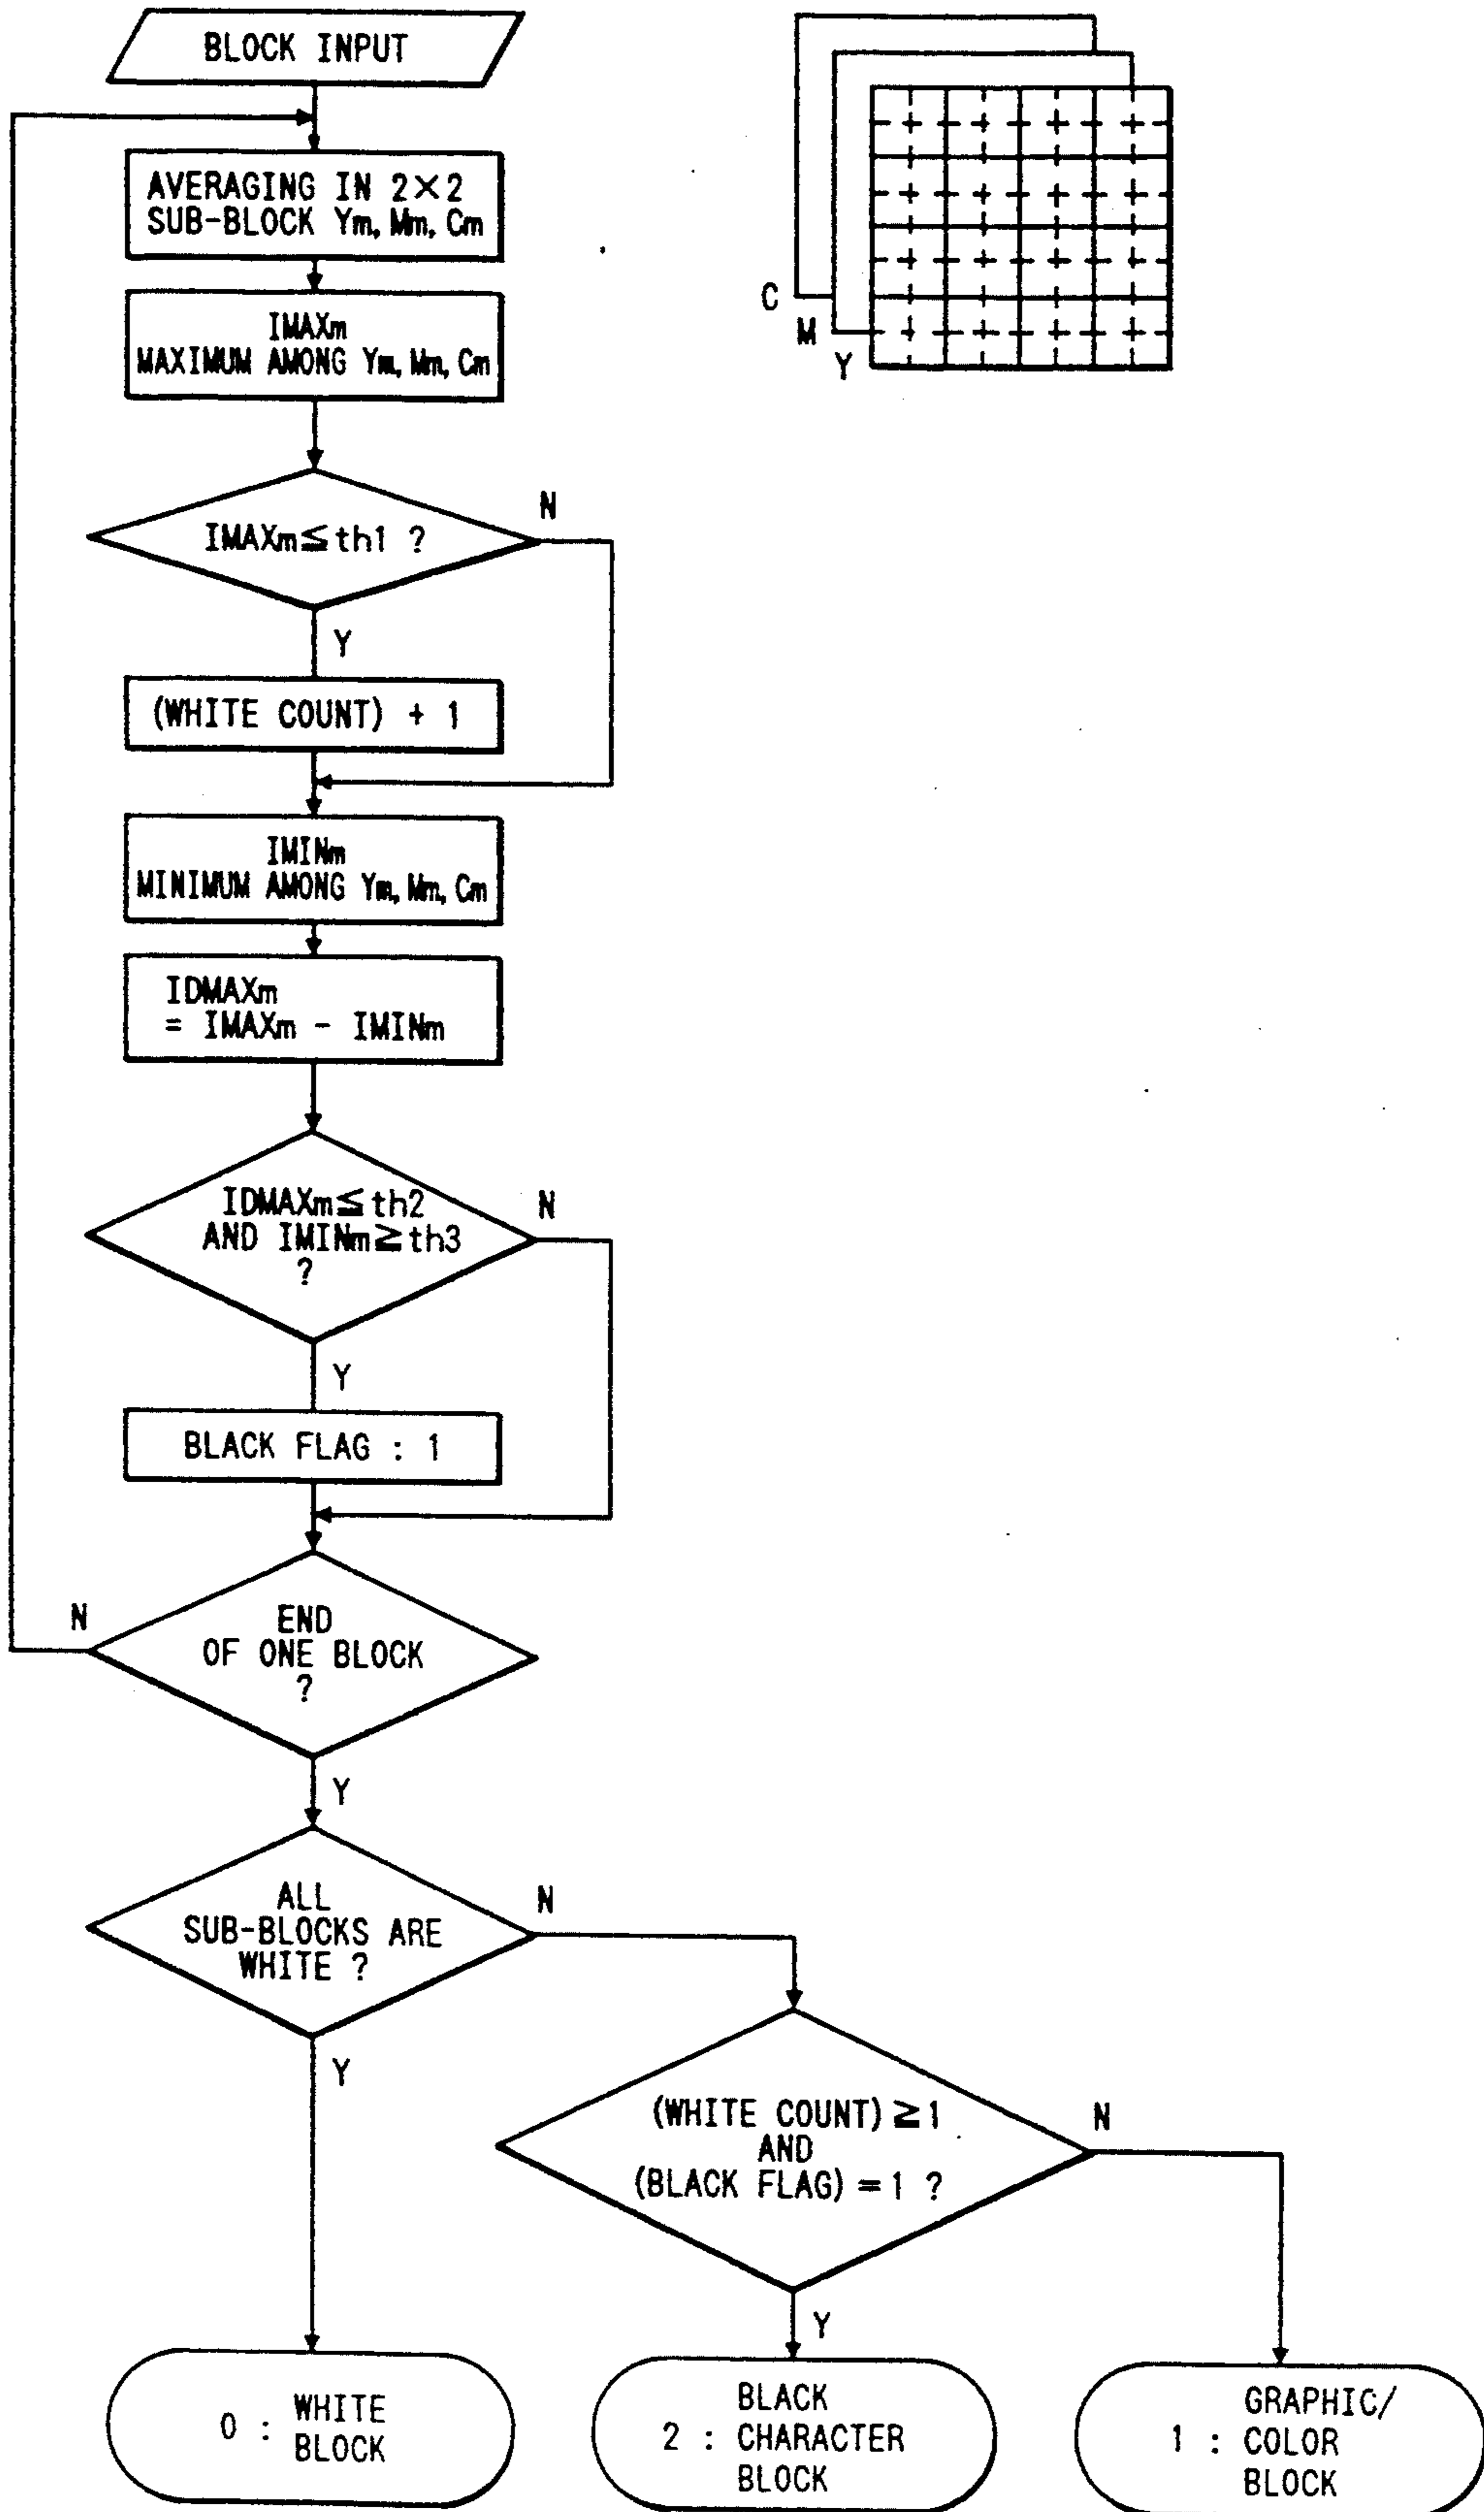 BLOCK INPUT
AVERAGING IN 2×2
SUB-BLOCK Ym, Mm, Cm
IMAXm
MAXIMUM AMONG Ym, Mm, Cm
IMAXm≦th1 ?
N
Y
(WHITE COUNT) + 1
IMINm
MINIMUM AMONG Ym, Mm, Cm
IDMAXm
= IMAXm - IMINm
IDMAXm≦th2
AND IMINm≧th3
?
N
Y
BLACK FLAG : 1
END
OF ONE BLOCK
?
N
Y
ALL
SUB-BLOCKS ARE
WHITE ?
N
Y
(WHITE COUNT) ≧1
AND
(BLACK FLAG) =1 ?
N
Y
0 : WHITE
BLOCK
BLACK
2 : CHARACTER
BLOCK
GRAPHIC/
1 : COLOR
BLOCK
C
M
Y